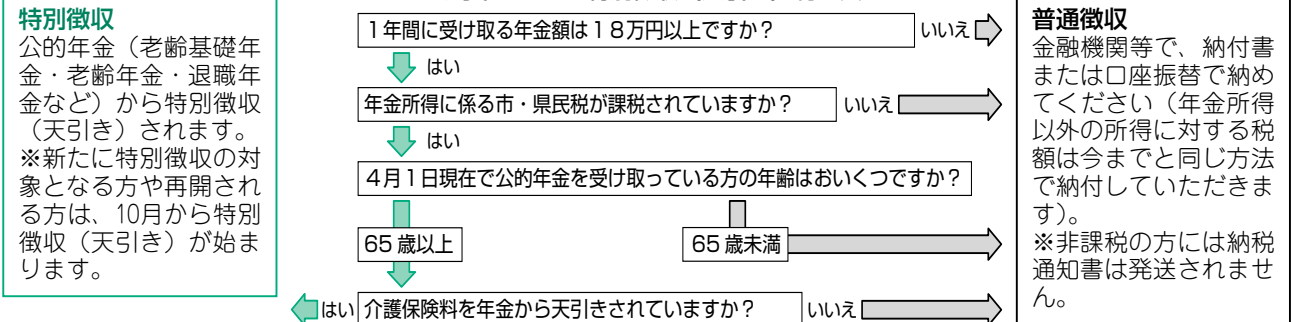 特別徴収
公的年金（老齢基礎年
金・老齢年金・退職年
金など）から特別徴収
（天引き）されます。
※新たに特別徴収の対
象となる方や再開され
る方は、10月から特別
徴収（天引き）が始ま
ります。
１年間に受け取る年金額は１８万円以上ですか？
いいえ
はい
年金所得に係る市・県民税が課税されていますか？
いいえ
はい
４月１日現在で公的年金を受け取っている方の年齢はおいくつですか？
65 歳以上
65 歳未満
はい
介護保険料を年金から天引きされていますか？
いいえ
普通徴収
金融機関等で、納付書
または口座振替で納め
てください（年金所得
以外の所得に対する税
額は今までと同じ方法
で納付していただきま
す）。
※非課税の方には納税
通知書は発送されませ
ん。